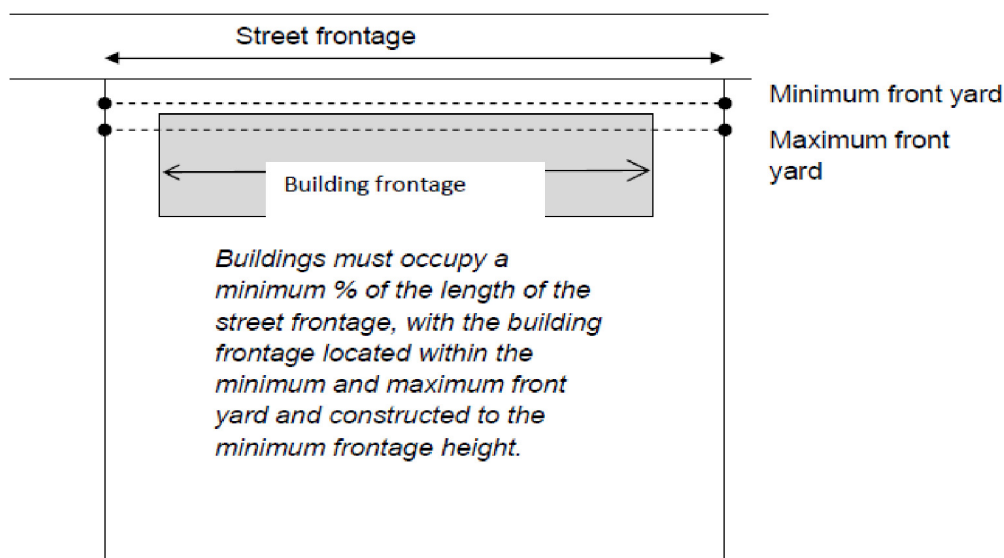 Street frontage
Minimum front yard
Maximum front
yard
Building frontage
Buildings must occupy a
minimum % of the length of the
street frontage, with the building
frontage located within the
minimum and maximum front
yard and constructed to the
minimum frontage height.